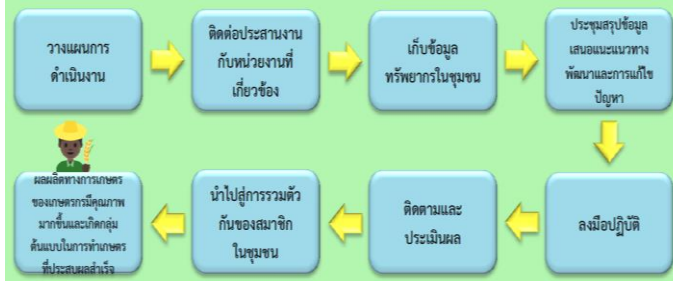 วางแผนการ
ดำเนินงาน
ติดต่อประสานงาน
กับหน่วยงานที่
เกี่ยวข้อง
เก็บข้อมูล
ทรัพยากรในชุมชน
ประชุมสรุปข้อมูล
เสนอแนะแนวทาง
พัฒนาและการแก้ไข
ปัญหา
ลงมือปฏิบัติ
ติดตามและ
ประเมินผล
นำไปสู่การรวมตัว
กันของสมาชิก
ในชุมชน
ผลผลิตทางการเกษตร
ของเกษตรกรมีคุณภาพ
มากขึ้นและเกิดกลุ่ม
ต้นแบบในการทำเกษตร
ที่ประสบผลสำเร็จ